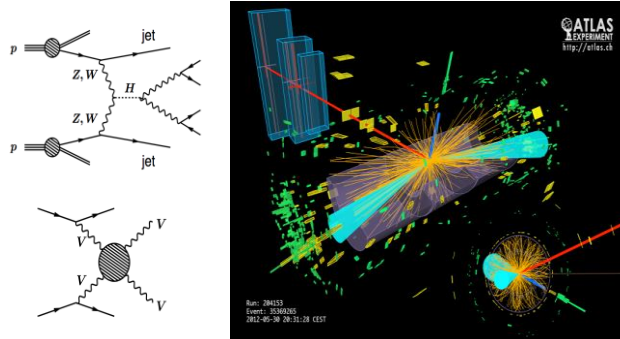 jet
p
Z, W
H
Z, W
p
jet
V
V
V
V
ATLAS
EXPERIMENT
http://atlas.ch
Run: 204153
Event: 35369265
2012-05-30 20:31:28 CEST